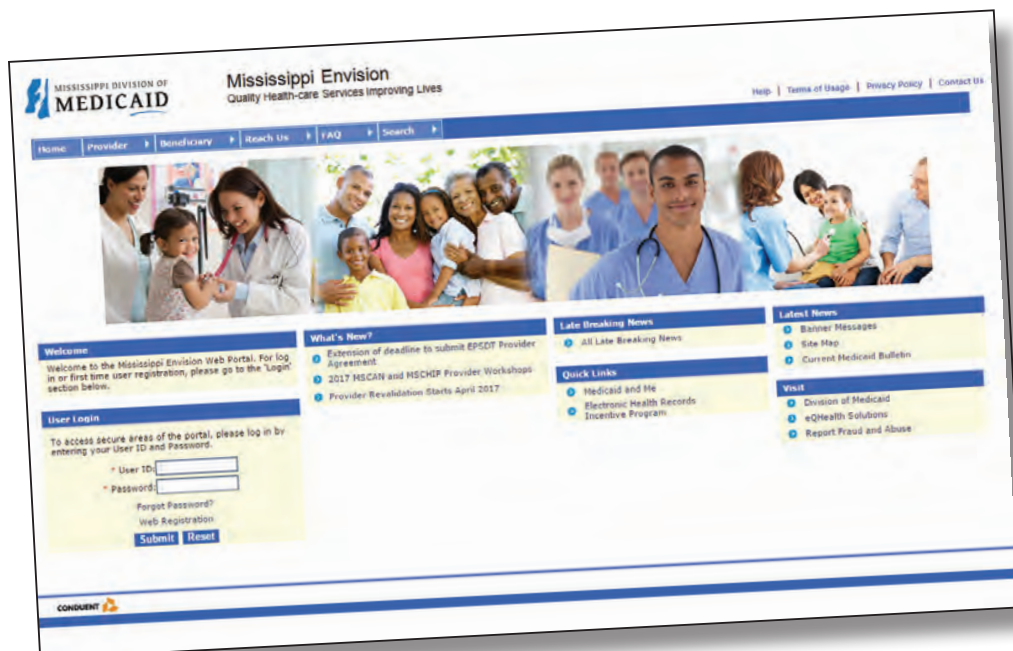 MISSISSIPPI DIVISION OF
MEDICAID
Mississippi Envision
Quality Health-care Services Improving Lives
Help | Terms of Usage | Privacy Policy | Contact Us
Home Provider Beneficiary Reach Us FAQ Search
Welcome
Welcome to the Mississippi Envision Web Portal. For log
in or first time user registration, please go to the 'Login'
section below.
User Login
To access secure areas of the portal, please log in by
entering your User ID and Password.
* User ID:
* Password:
Forgot Password?
Web Registration
Submit Reset
What's New?
Extension of deadline to submit EPSDT Provider
Agreement
2017 MSCAN and MSCHIP Provider Workshops
Provider Revalidation Starts April 2017
Late Breaking News
All Late Breaking News
Quick Links
Medicaid and Me
Electronic Health Records
Incentive Program
Latest News
Banner Messages
Site Map
Current Medicaid Bulletin
Visit
Division of Medicaid
eQHealth Solutions
Report Fraud and Abuse
CONDUENT